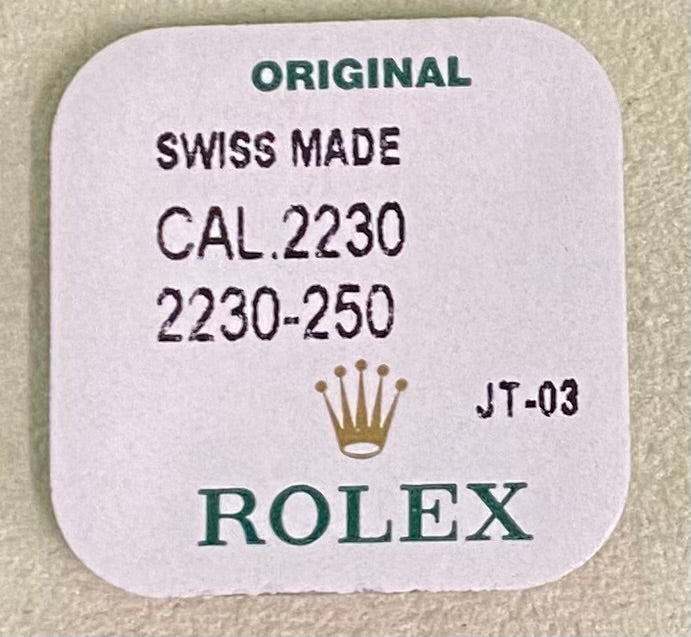 ORIGINAL
SWISS MADE
CAL.2230
2230-250
JT-03
ROLEX